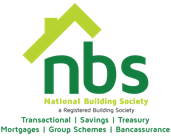 nbs
National Building Society
a Registered Building Society
Transactional | Savings | Treasury
Mortgages | Group Schemes | Bancassurance